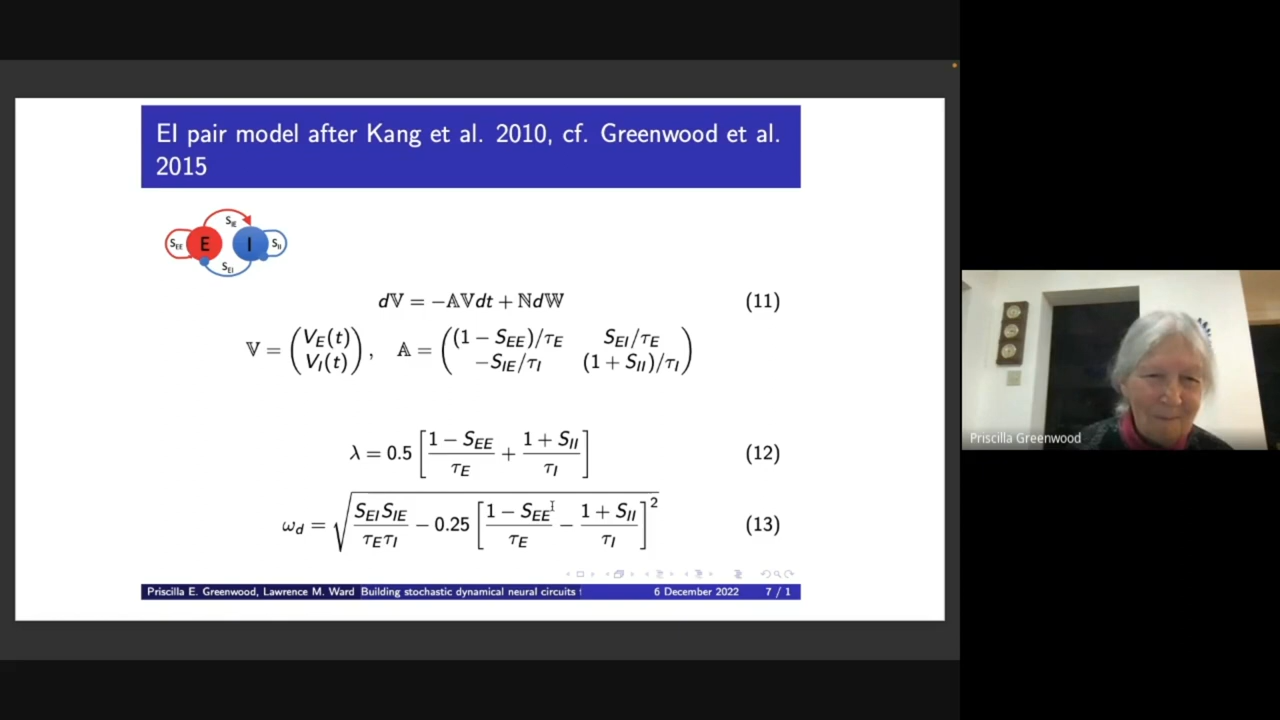 EI pair model after Kang et al. 2010, cf. Greenwood et al.
2015
S_IE
S_EE E I S_II
S_EI
d𝕍 = −𝔸𝕍dt + ℕd𝕎 (11)
𝕍 = (V_E(t) V_I(t)), 𝔸 = ((1 − S_EE)/τ_E S_EI/τ_E −S_IE/τ_I (1 + S_II)/τ_I)
λ = 0.5 [(1 − S_EE)/τ_E + (1 + S_II)/τ_I] (12)
ω_d = √(S_EI S_IE/τ_E τ_I − 0.25 [(1 − S_EE)/τ_E − (1 + S_II)/τ_I]^2) (13)
Priscilla E. Greenwood, Lawrence M. Ward Building stochastic dynamical neural circuits 6 December 2022 7 / 1
Priscilla Greenwood